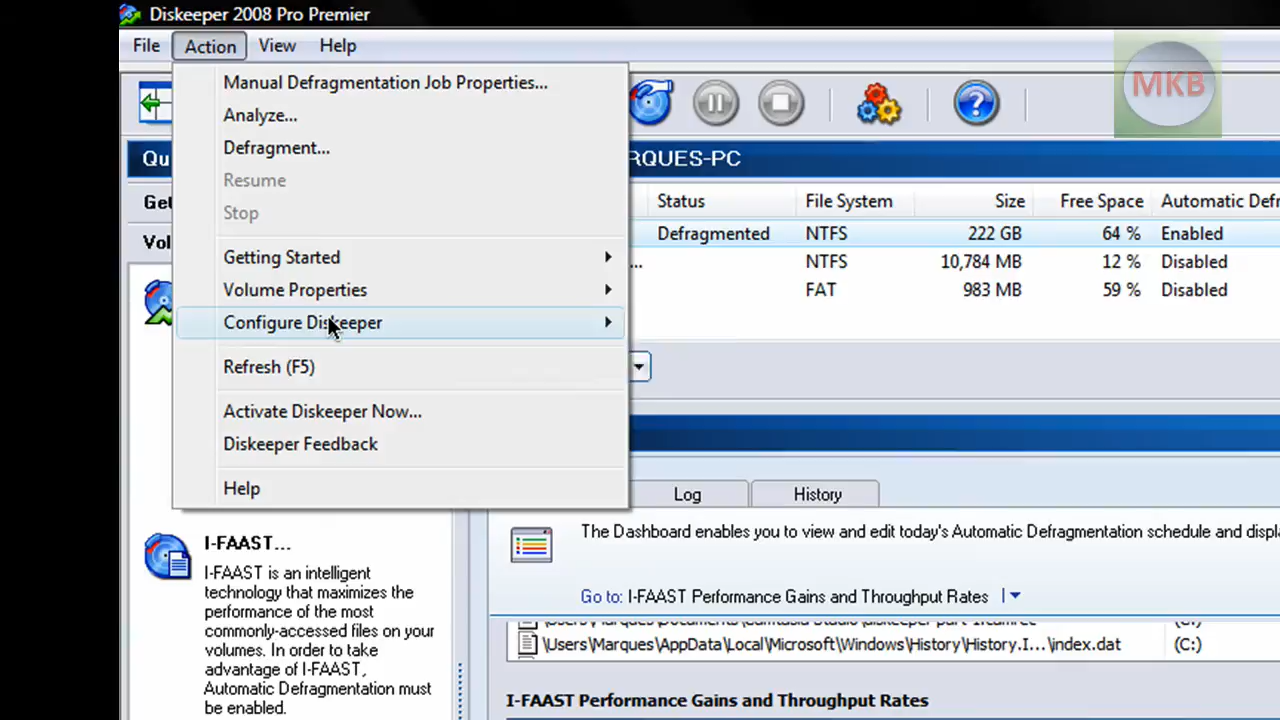 Diskeeper 2008 Pro Premier
File Action View Help
MKB
Manual Defragmentation Job Properties...
Analyze...
Defragment...
Resume
Stop
Getting Started
Volume Properties
Configure Diskeeper
Refresh (F5)
Activate Diskeeper Now...
Diskeeper Feedback
Help
Qu
RQUES-PC
Get
Vol
Status File System Size Free Space Automatic Defr
Defragmented NTFS 222 GB 64 % Enabled
... NTFS 10,784 MB 12 % Disabled
FAT 983 MB 59 % Disabled
Log History
I-FAAST...
I-FAAST is an intelligent
technology that maximizes the
performance of the most
commonly-accessed files on your
volumes. In order to take
advantage of I-FAAST,
Automatic Defragmentation must
be enabled.
The Dashboard enables you to view and edit today's Automatic Defragmentation schedule and displa
Go to: I-FAAST Performance Gains and Throughput Rates
\Users\Marques\AppData\Local\Microsoft\Windows\History\History.I...\index.dat (C:)
I-FAAST Performance Gains and Throughput Rates